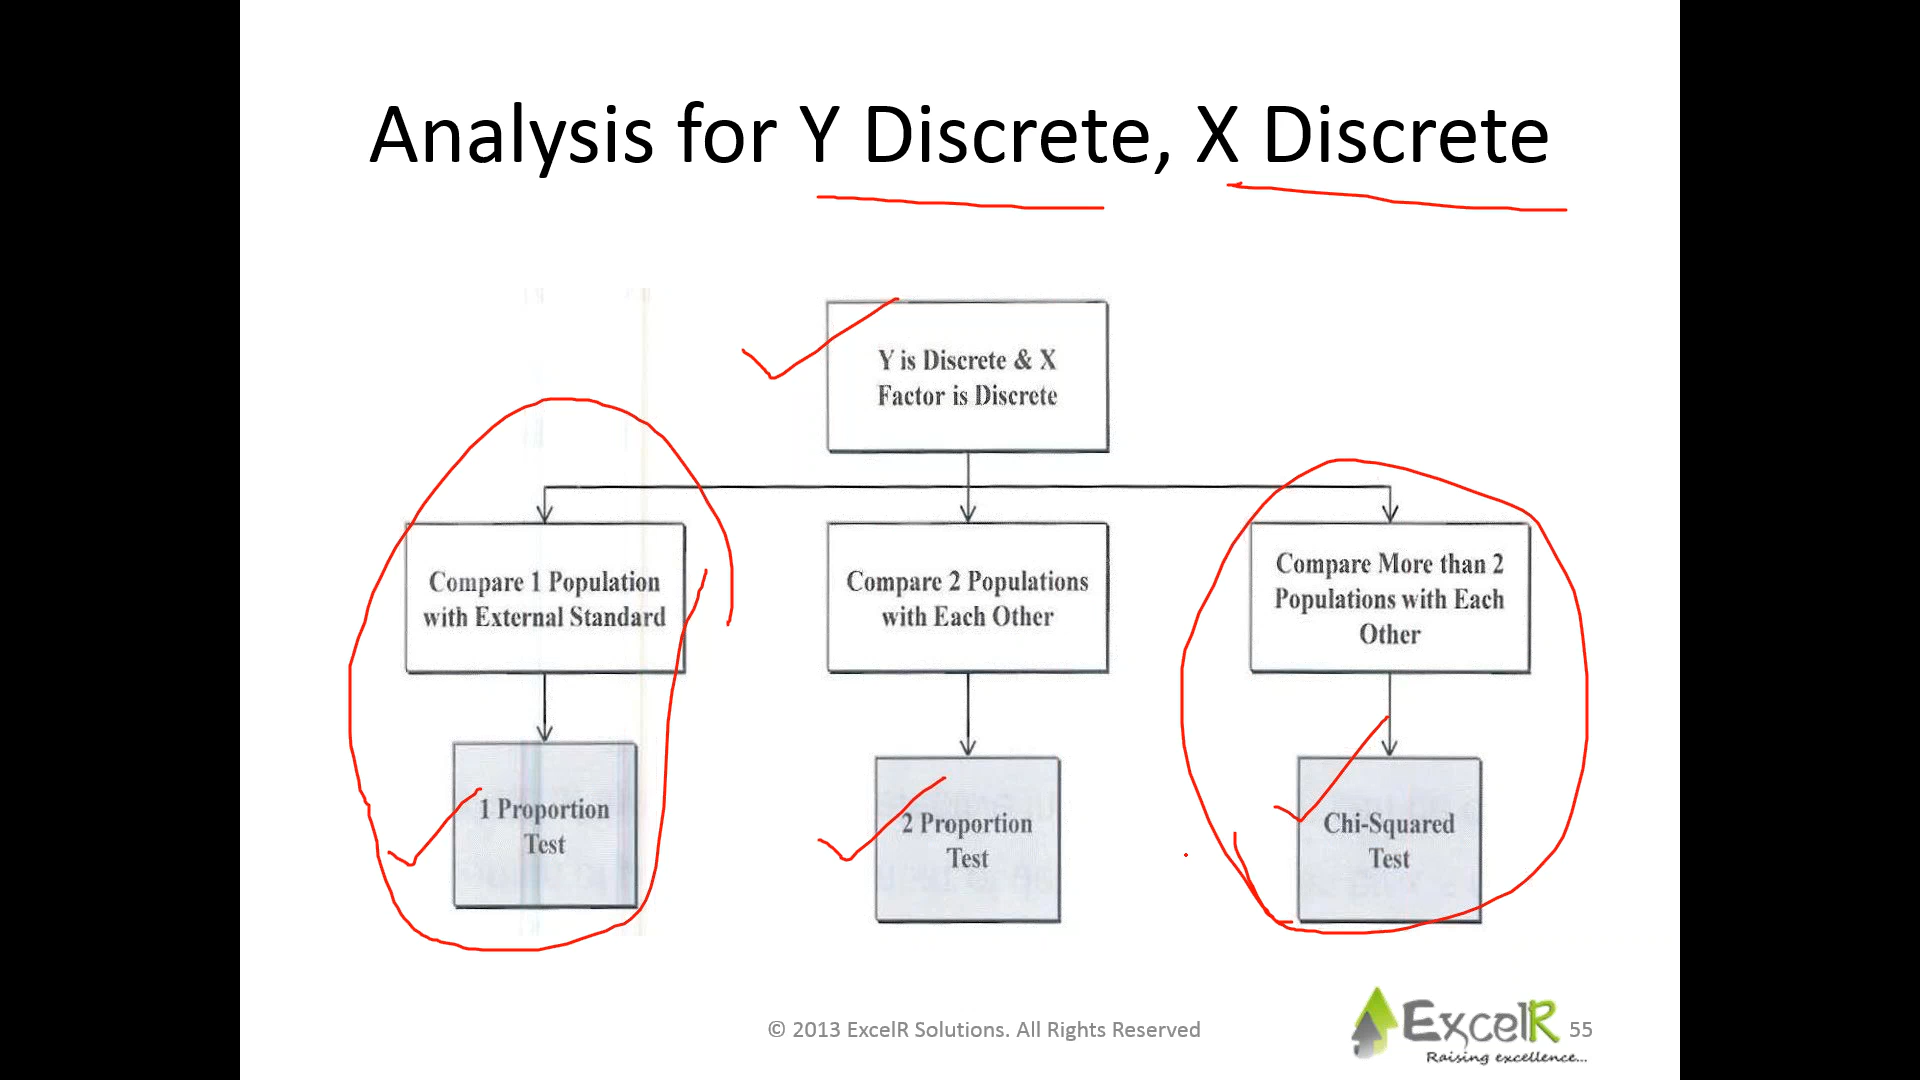 Analysis for Y Discrete, X Discrete
Y is Discrete & X
Factor is Discrete
Compare 1 Population
with External Standard
Compare 2 Populations
with Each Other
Compare More than 2
Populations with Each
Other
1 Proportion
Test
2 Proportion
Test
Chi-Squared
Test
© 2013 ExcelR Solutions. All Rights Reserved
ExcelR
Raising excellence...
55